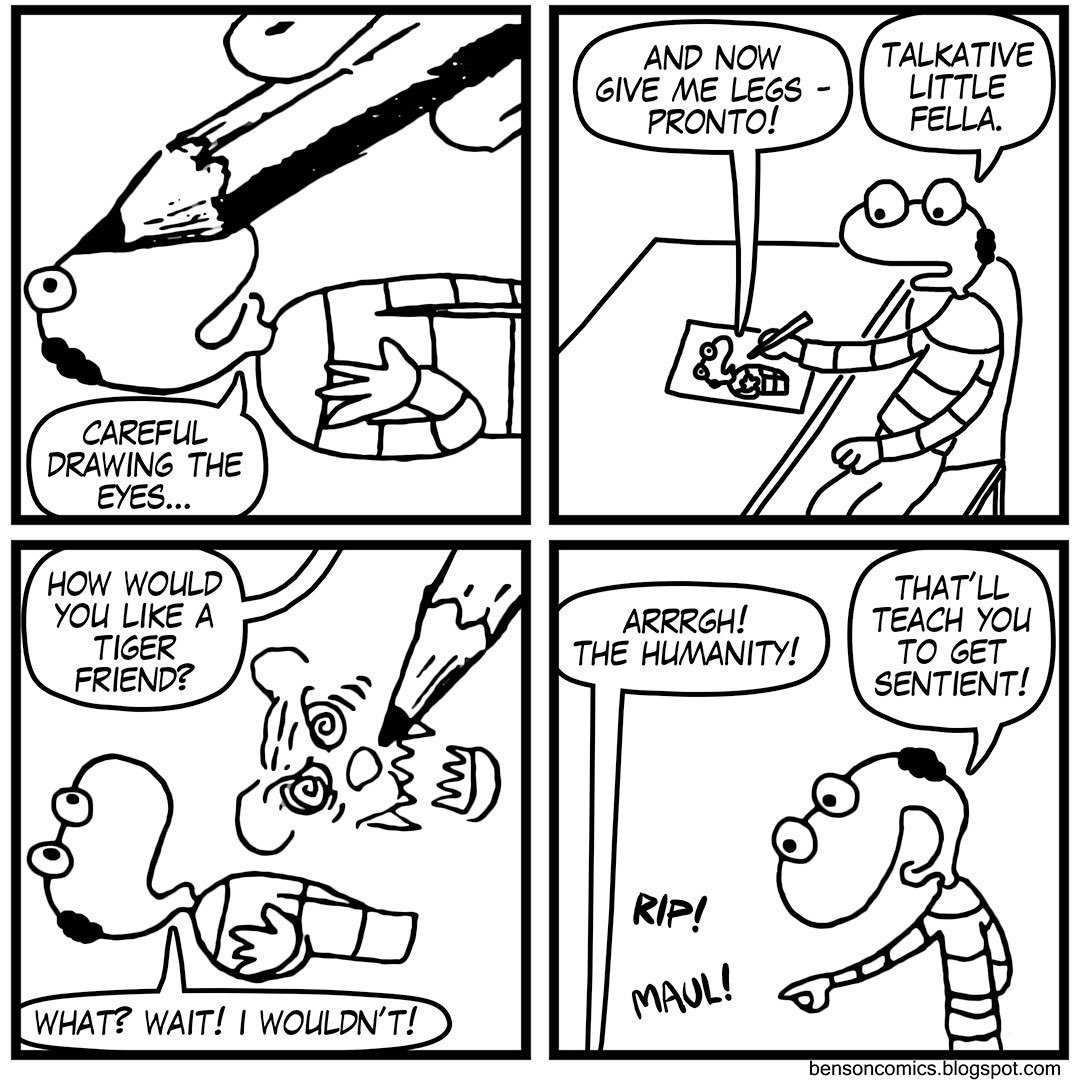 CAREFUL
DRAWING THE
EYES...
AND NOW
GIVE ME LEGS -
PRONTO!
TALKATIVE
LITTLE
FELLA.
HOW WOULD
YOU LIKE A
TIGER
FRIEND?
WHAT? WAIT! I WOULDN'T!
ARRRGH!
THE HUMANITY!
THAT'LL
TEACH YOU
TO GET
SENTIENT!
RIP!
MAUL!
bensoncomics.blogspot.com